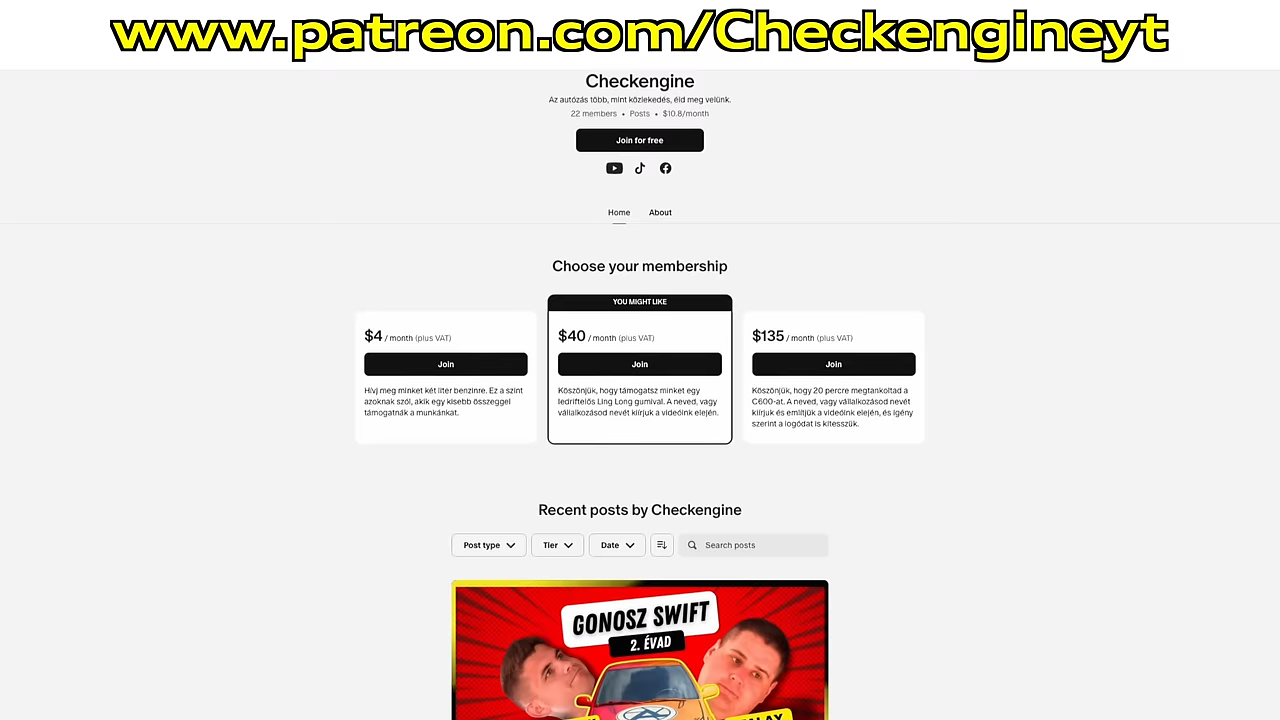 www.patreon.com/Checkengineyt
Checkengine
Az autózás több, mint közlekedés, éld meg velünk.
22 members • Posts • $10.8/month
Join for free
Home About
Choose your membership
YOU MIGHT LIKE
$4 / month (plus VAT)
Join
Hívj meg minket két liter benzinre. Ez a szint
azoknak szól, akik egy kisebb összeggel
támogatnák a munkánkat.
$40 / month (plus VAT)
Join
Köszönjük, hogy támogatsz minket egy
ledriftelős Ling Long gumival. A neved, vagy
vállalkozásod nevét kiírjuk a videóink elején.
$135 / month (plus VAT)
Join
Köszönjük, hogy 20 percre megtankoltad a
C600-at. A neved, vagy vállalkozásod nevét
kiírjuk és említjük a videóink elején, és igény
szerint a logódat is kitesszük.
Recent posts by Checkengine
Post type Tier Date Search posts
GONOSZ SWIFT
2. ÉVAD